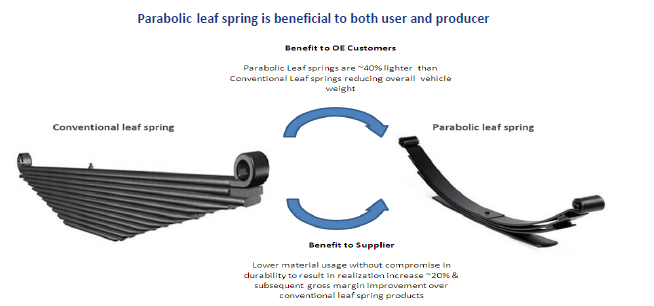 Parabolic leaf spring is beneficial to both user and producer
Benefit to OE Customers
Parabolic Leaf springs are ~40% lighter than
Conventional Leaf springs reducing overall vehicle
weight
Conventional leaf spring
Parabolic leaf spring
Benefit to Supplier
Lower material usage without compromise in
durability to result in realization increase ~20% &
subsequent gross margin improvement over
conventional leaf spring products